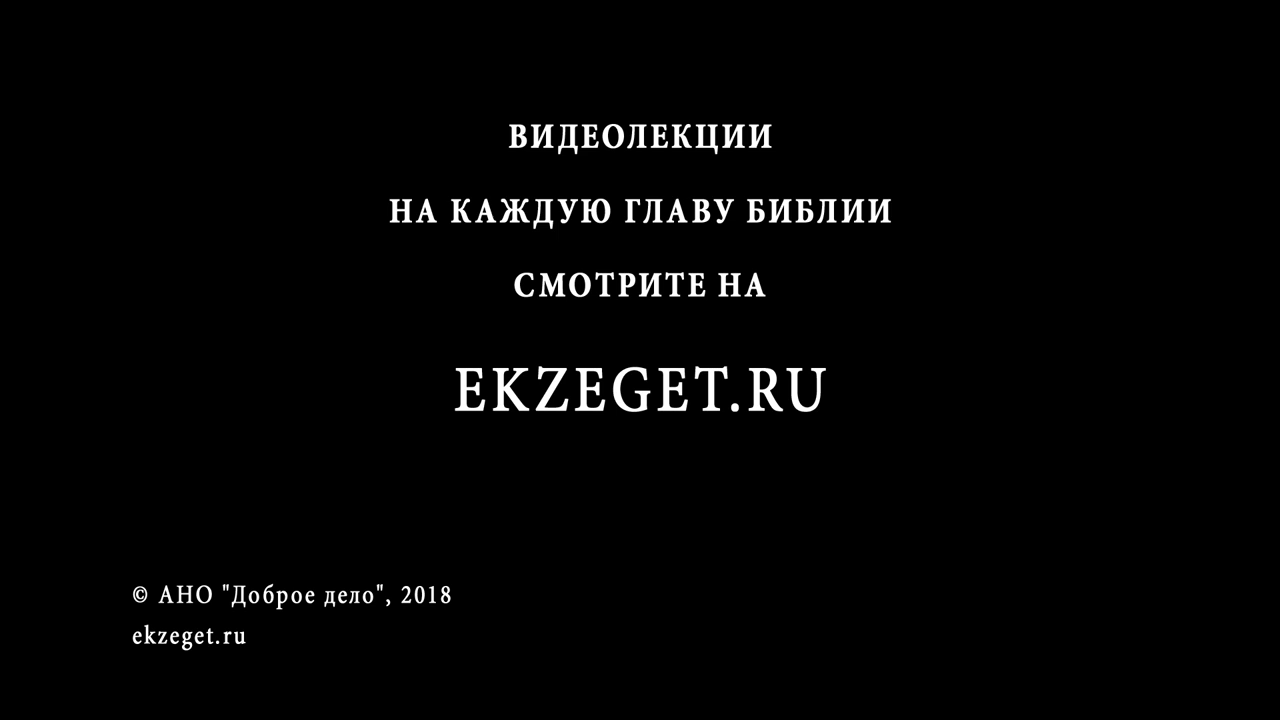 ВИДЕОЛЕКЦИИ
НА КАЖДУЮ ГЛАВУ БИБЛИИ
СМОТРИТЕ НА
EKZEGET.RU
© АНО "Доброе дело", 2018
ekzeget.ru